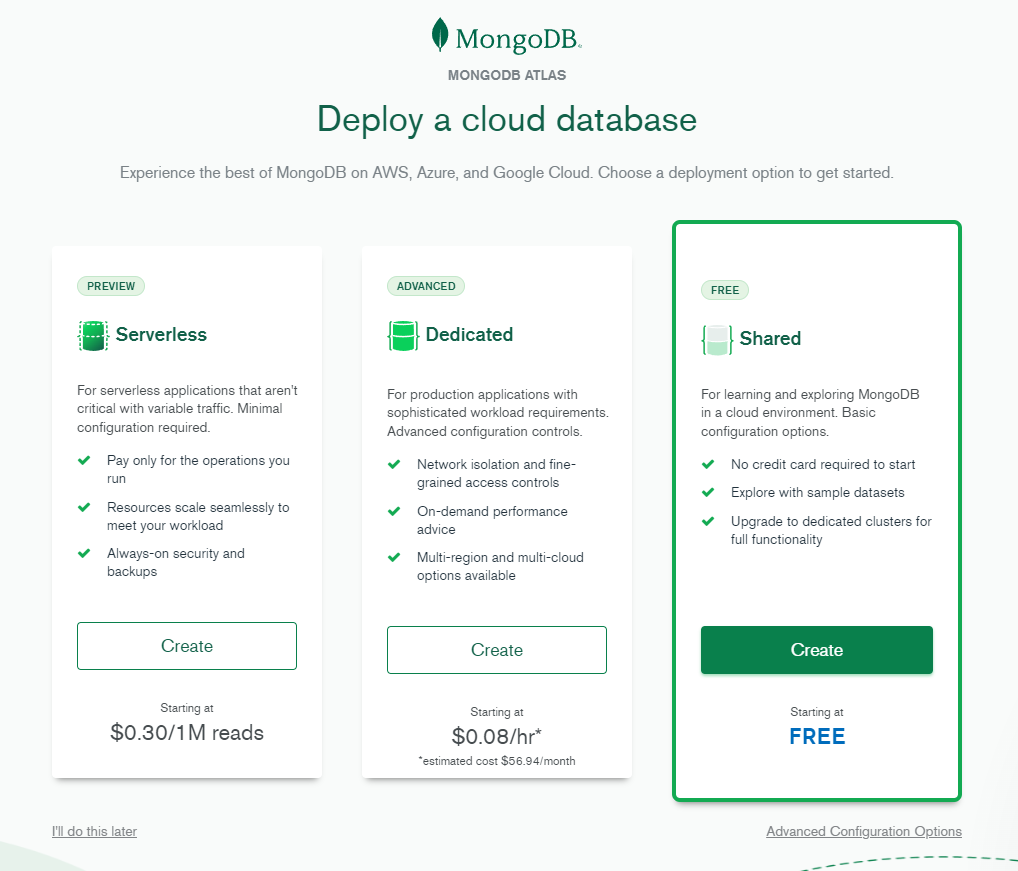 MongoDB.
MONGODB ATLAS
Deploy a cloud database
Experience the best of MongoDB on AWS, Azure, and Google Cloud. Choose a deployment option to get started.
PREVIEW
Serverless
For serverless applications that aren't
critical with variable traffic. Minimal
configuration required.
Pay only for the operations you
run
Resources scale seamlessly to
meet your workload
Always-on security and
backups
Create
Starting at
$0.30/1M reads
ADVANCED
Dedicated
For production applications with
sophisticated workload requirements.
Advanced configuration controls.
Network isolation and fine-
grained access controls
On-demand performance
advice
Multi-region and multi-cloud
options available
Create
Starting at
$0.08/hr*
*estimated cost $56.94/month
FREE
Shared
For learning and exploring MongoDB
in a cloud environment. Basic
configuration options.
No credit card required to start
Explore with sample datasets
Upgrade to dedicated clusters for
full functionality
Create
Starting at
FREE
I'll do this later
Advanced Configuration Options